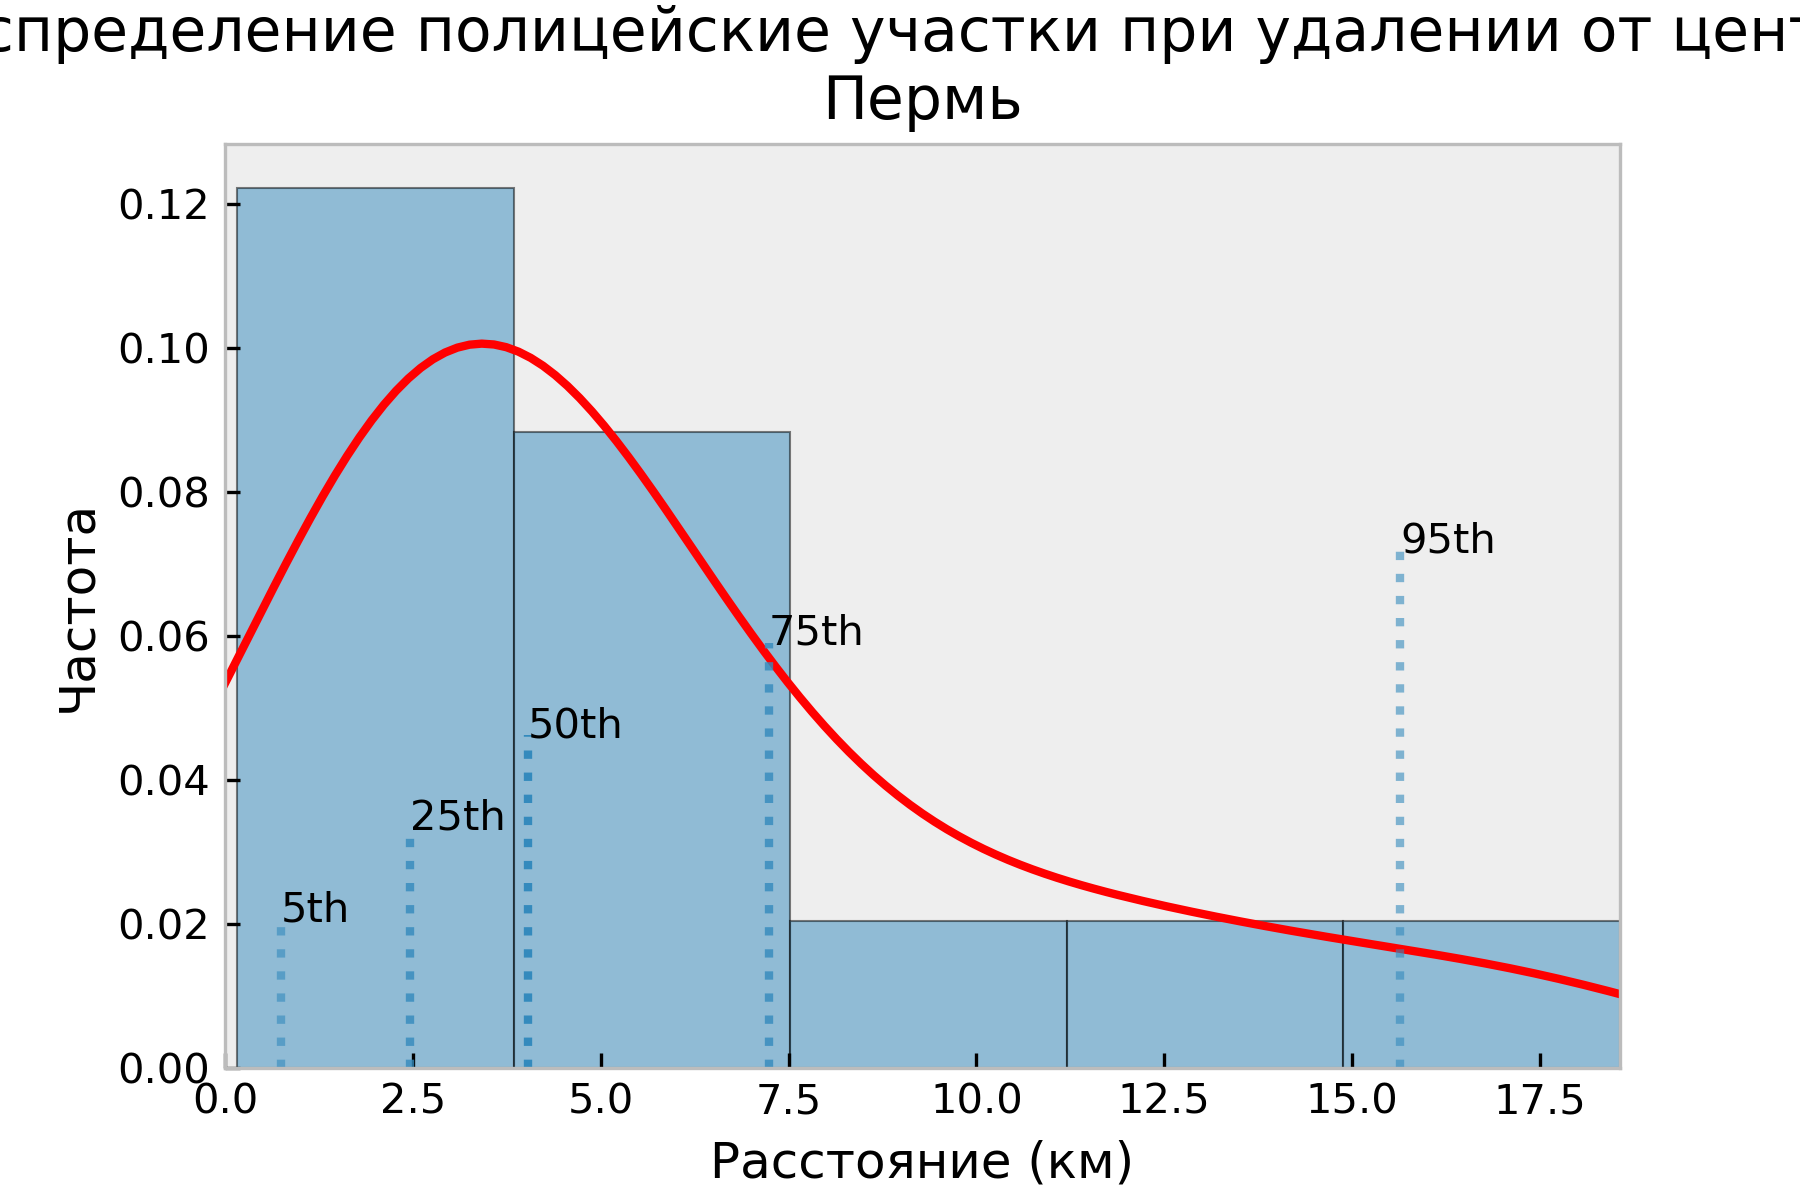 спределение полицейские участки при удалении от цент
Пермь
0.12
0.10
0.08
0.06
0.04
0.02
0.00
Частота
95th
75th
50th
25th
5th
0.0 2.5 5.0 7.5 10.0 12.5 15.0 17.5
Расстояние (км)